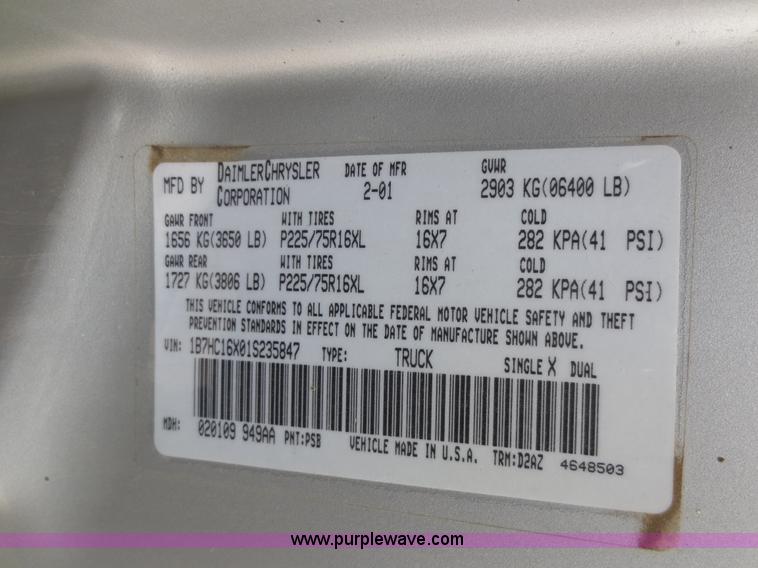 MFD BY DAIMLERCHRYSLER CORPORATION DATE OF MFR 2-01 GVWR 2903 KG(06400 LB)
GAWR FRONT WITH TIRES RIMS AT COLD
1656 KG(3650 LB) P225/75R16XL 16X7 282 KPA(41 PSI)
GAWR REAR WITH TIRES RIMS AT COLD
1727 KG(3806 LB) P225/75R16XL 16X7 282 KPA(41 PSI)
THIS VEHICLE CONFORMS TO ALL APPLICABLE FEDERAL MOTOR VEHICLE SAFETY AND THEFT
PREVENTION STANDARDS IN EFFECT ON THE DATE OF MANUFACTURE SHOWN ABOVE.
VIN: 1B7HC16X01S235847 TYPE: TRUCK SINGLE X DUAL
MDH: 020109 949AA PNT:PSB VEHICLE MADE IN U.S.A. TRM:D2AZ 4648503
www.purplewave.com